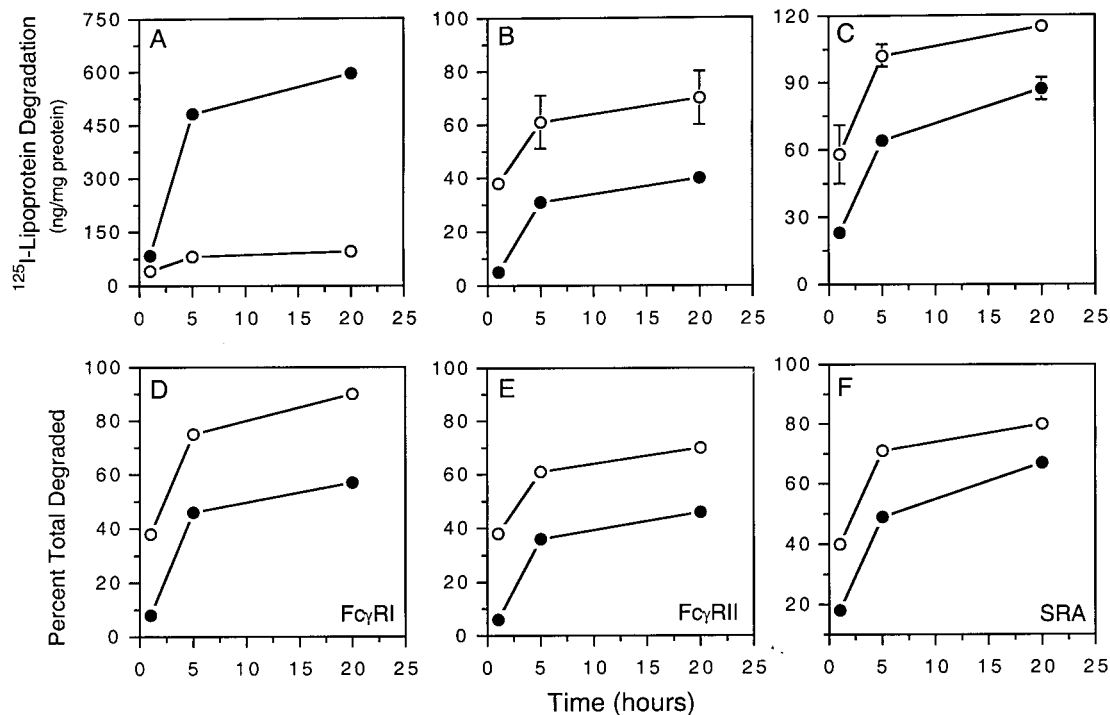 ¹²⁵I-Lipoprotein Degradation
(ng/mg preotein)
A
750
600
450
300
150
0
0 5 10 15 20 25
B
100
80
60
40
20
0
0 5 10 15 20 25
C
120
90
60
30
0
0 5 10 15 20 25
Percent Total Degraded
D
100
80
60
40
20
0
FcγRI
0 5 10 15 20 25
E
100
80
60
40
20
0
FcγRII
0 5 10 15 20 25
F
100
80
60
40
20
SRA
0 5 10 15 20 25
Time (hours)